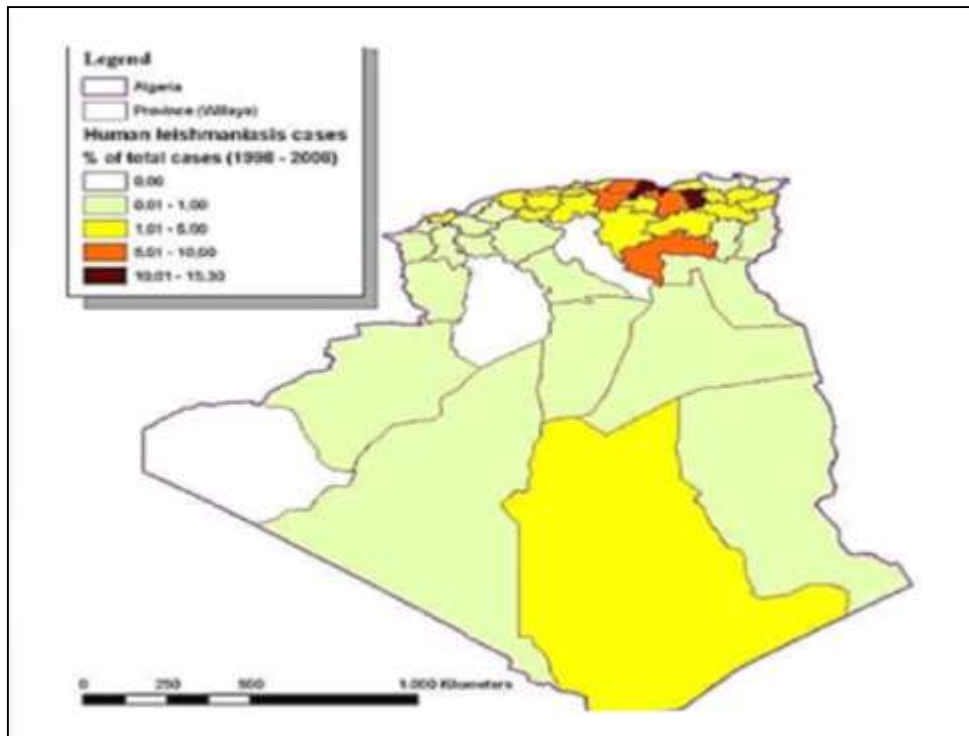 Legend
Algeria
Province (Willaya)
Human leishmaniasis cases
% of total cases (1998 - 2008)
0.00
0.01 - 1.00
1.01 - 5.00
5.01 - 10.00
10.01 - 15.30
0 250 500 1.000 Kilometers